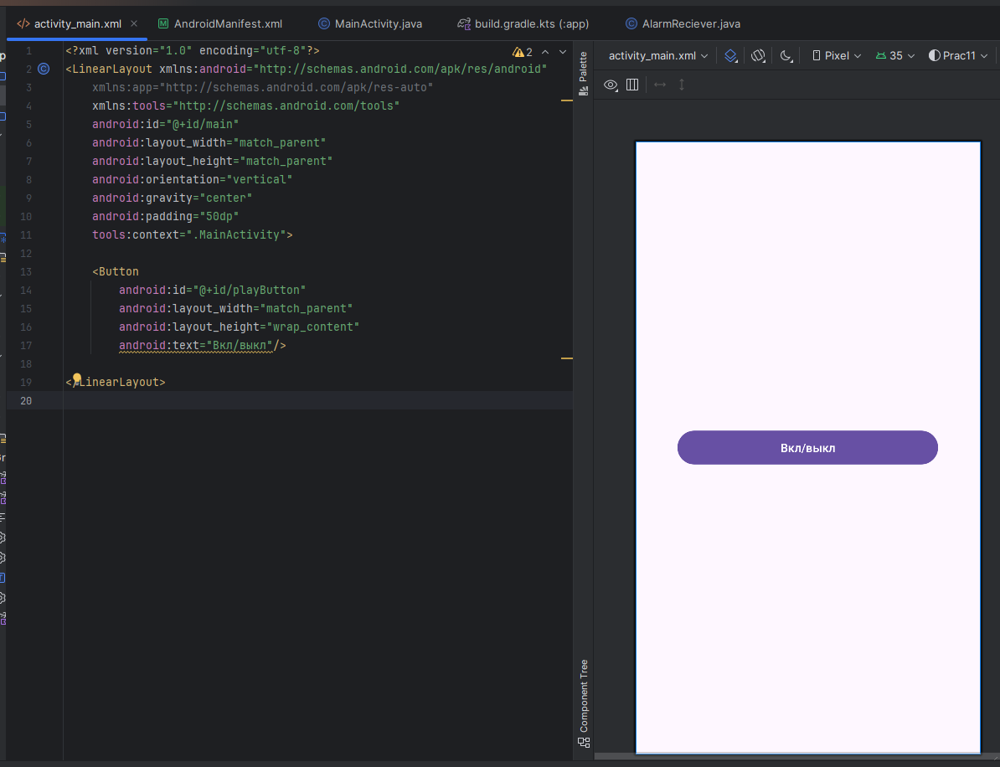 activity_main.xml AndroidManifest.xml MainActivity.java build.gradle.kts (:app) AlarmReciever.java
1 <?xml version="1.0" encoding="utf-8"?> 2
2 <LinearLayout xmlns:android="http://schemas.android.com/apk/res/android"
3 xmlns:app="http://schemas.android.com/apk/res-auto"
4 xmlns:tools="http://schemas.android.com/tools"
5 android:id="@+id/main"
6 android:layout_width="match_parent"
7 android:layout_height="match_parent"
8 android:orientation="vertical"
9 android:gravity="center"
10 android:padding="50dp"
11 tools:context=".MainActivity">
12
13 <Button
14 android:id="@+id/playButton"
15 android:layout_width="match_parent"
16 android:layout_height="wrap_content"
17 android:text="Вкл/выкл"/>
18
19 </LinearLayout>
20
Palette
Component Tree
activity_main.xml Pixel 35 Prac11
Вкл/выкл